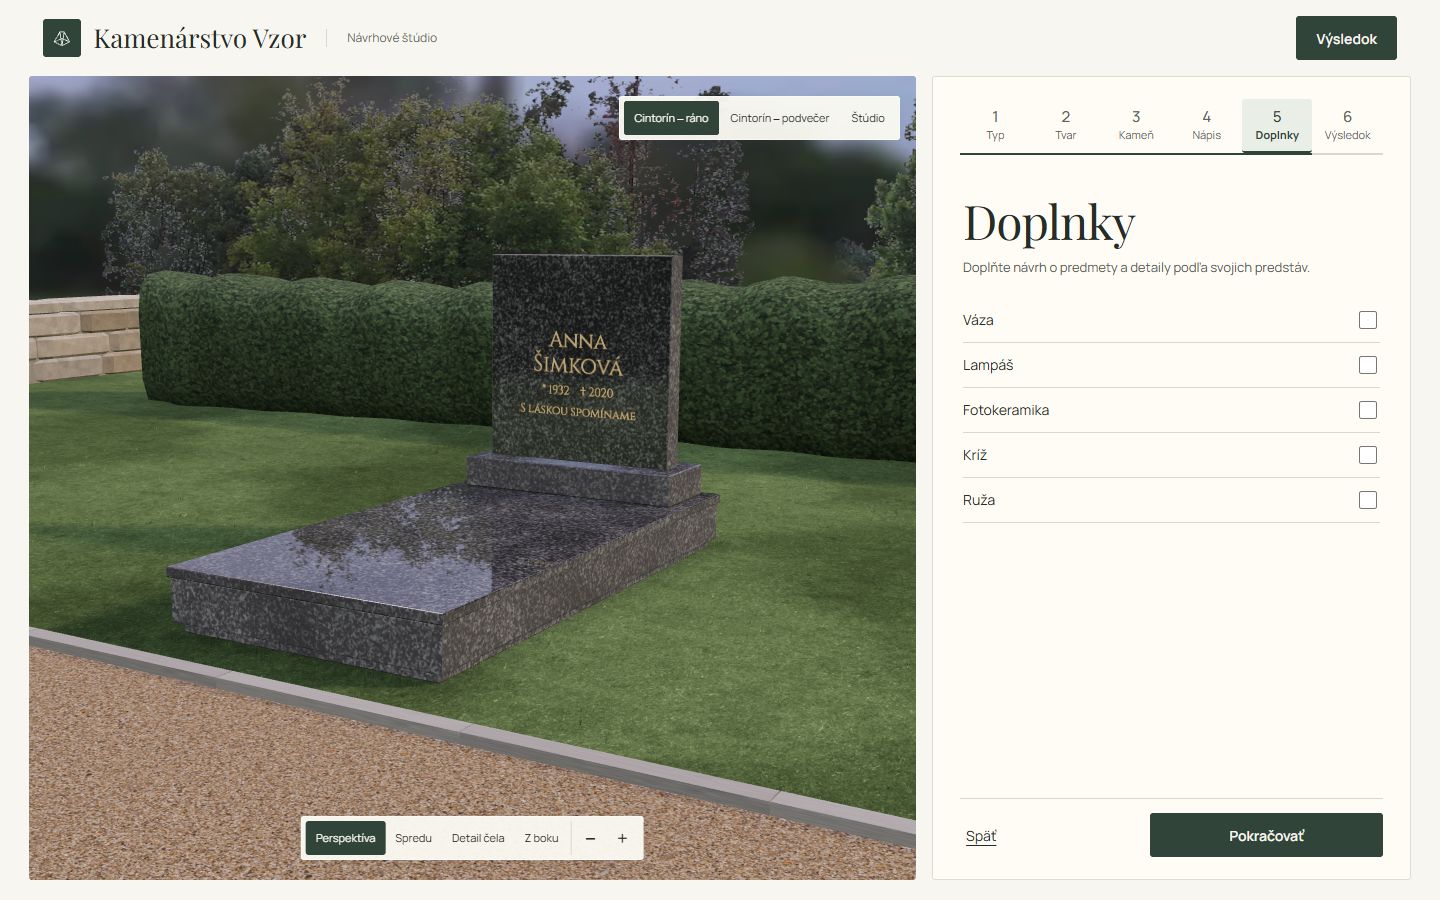 Kamenárstvo Vzor
Návrhové štúdio
Výsledok
Cintorín – ráno
Cintorín – podvečer
Štúdio
ANNA
ŠIMKOVÁ
* 1932 † 2020
S LÁSKOU SPOMÍNAME
Perspektíva
Spredu
Detail čela
Z boku
– +
1 2 3 4 5 6
Typ Tvar Kameň Nápis Doplnky Výsledok
Doplnky
Doplňte návrh o predmety a detaily podľa svojich predstáv.
Váza
Lampáš
Fotokeramika
Kríž
Ruža
Späť
Pokračovať